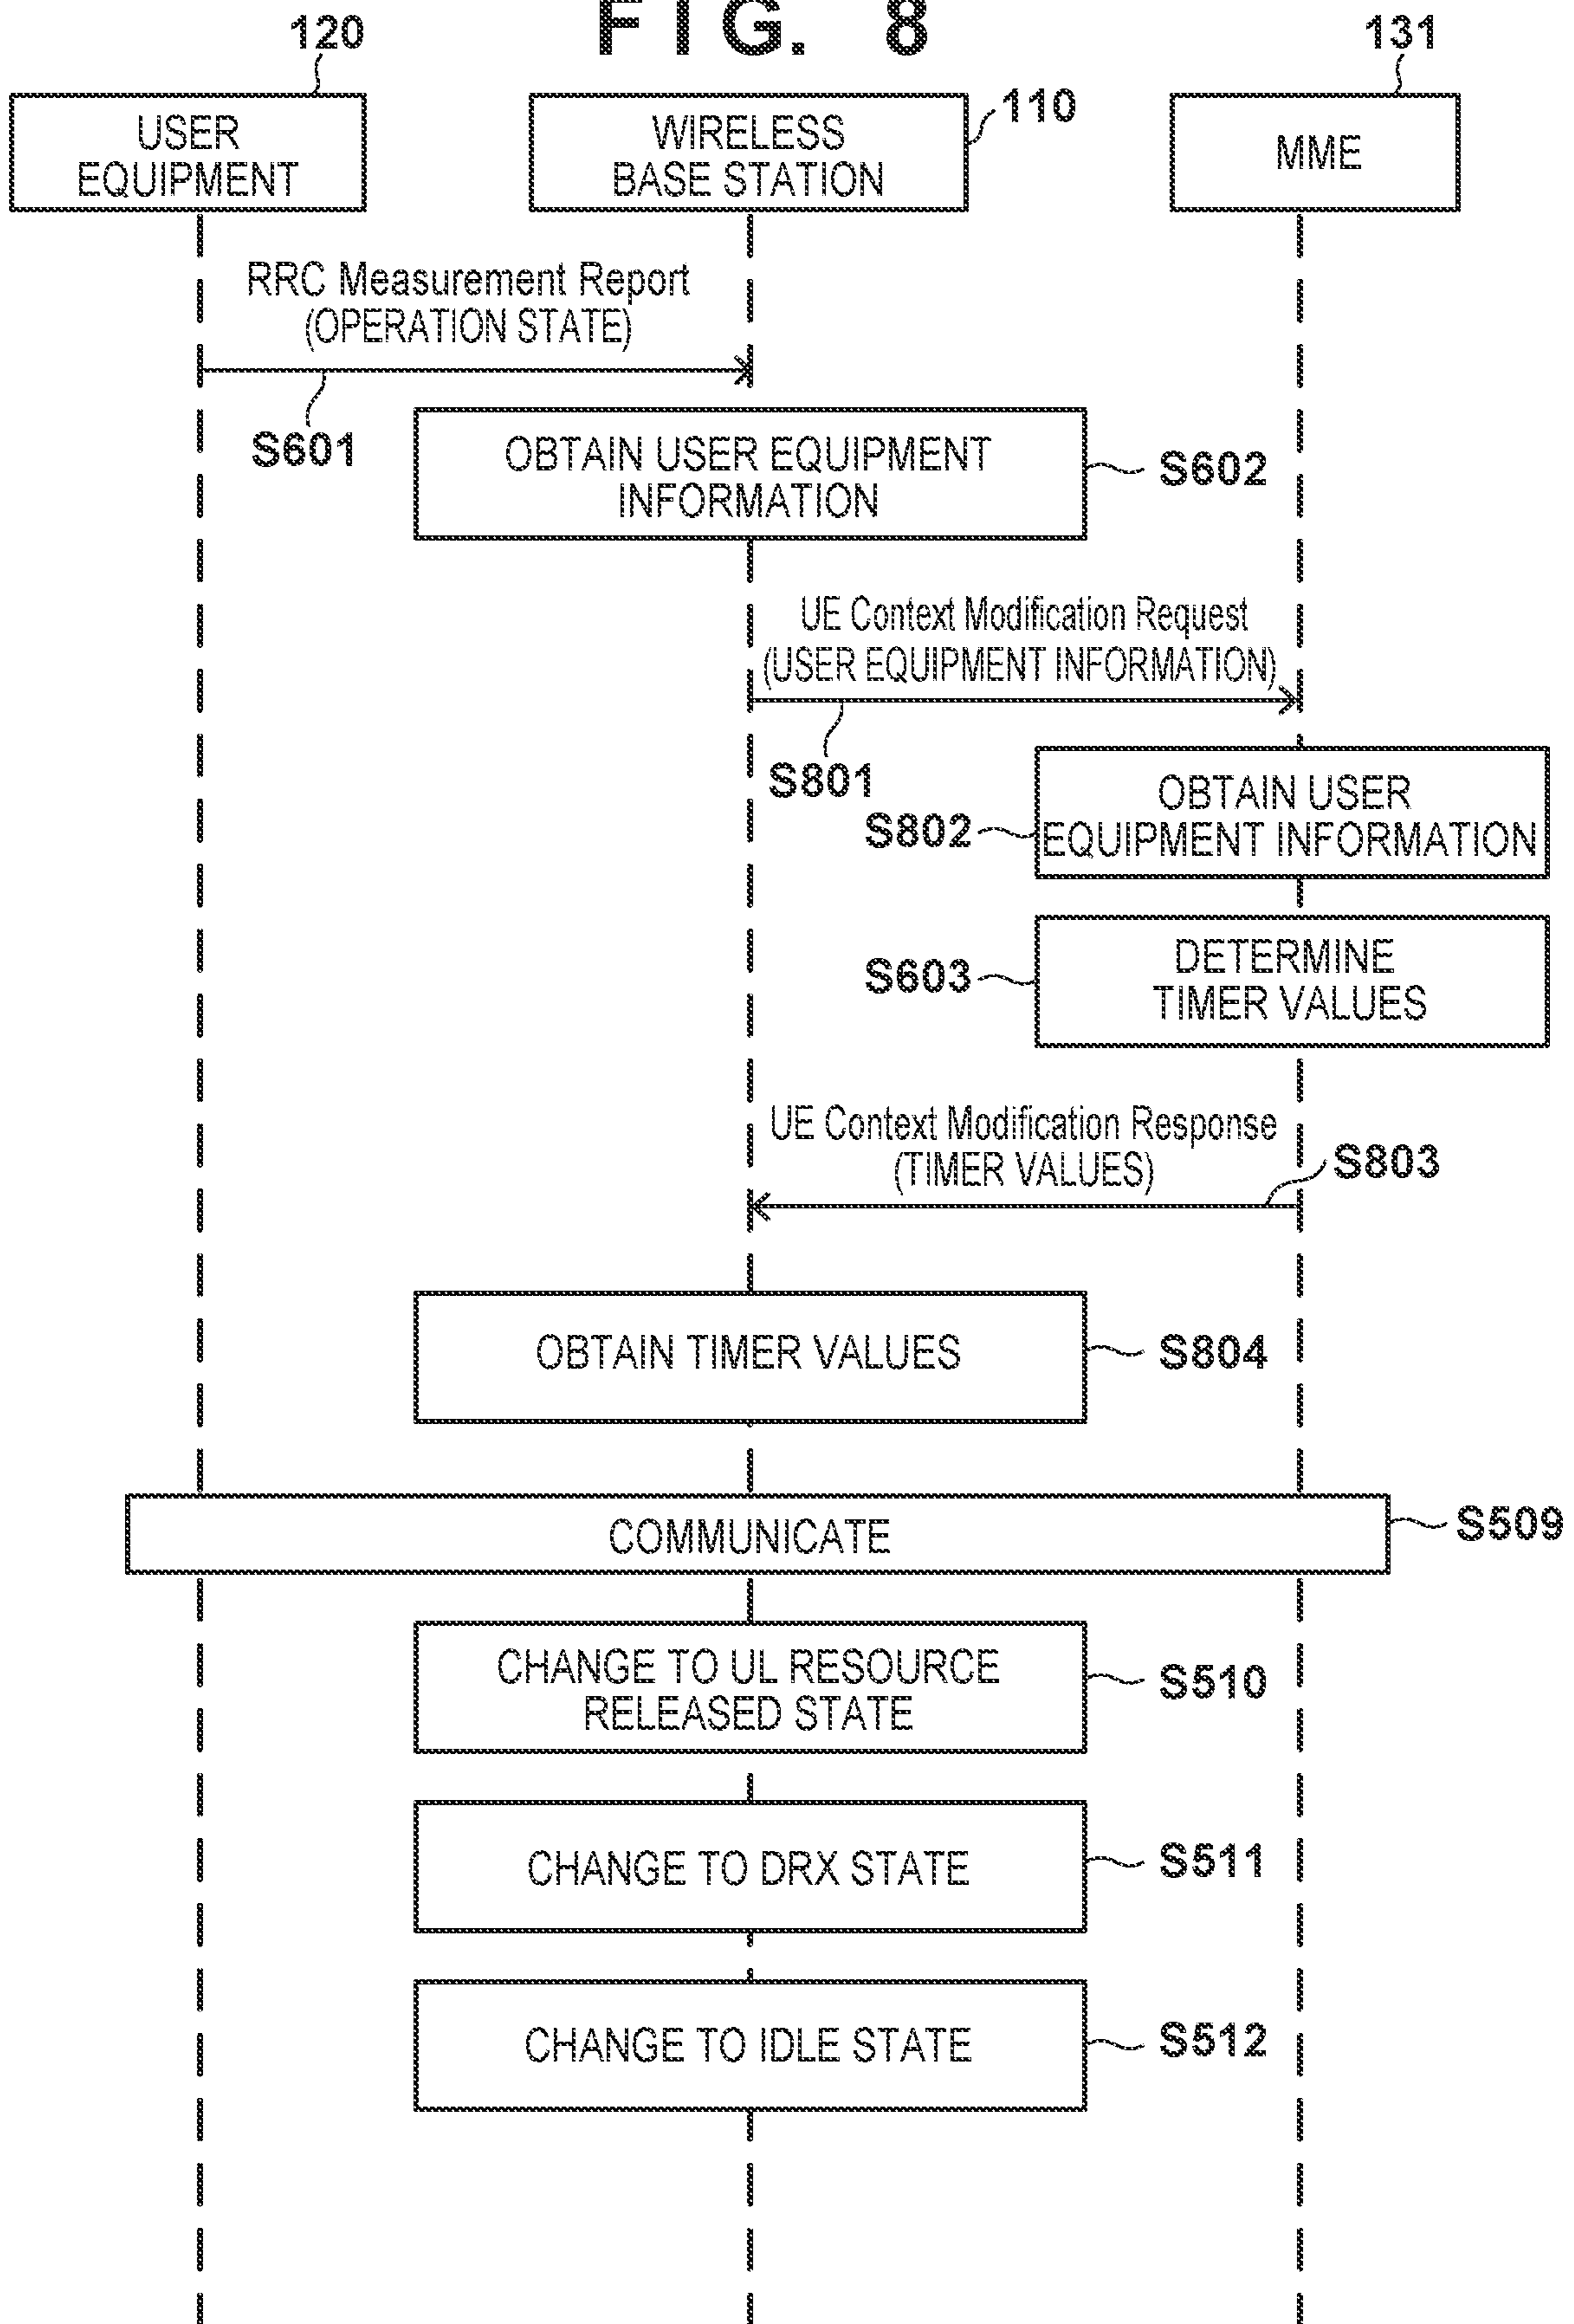 FIG. 8
120
131
USER
EQUIPMENT
WIRELESS
BASE STATION
110
MME
RRC Measurement Report
(OPERATION STATE)
S601
OBTAIN USER EQUIPMENT
INFORMATION
S602
UE Context Modification Request
(USER EQUIPMENT INFORMATION)
S801
OBTAIN USER
EQUIPMENT INFORMATION
S802
DETERMINE
TIMER VALUES
S603
UE Context Modification Response
(TIMER VALUES)
S803
OBTAIN TIMER VALUES
S804
COMMUNICATE
S509
CHANGE TO UL RESOURCE
RELEASED STATE
S510
CHANGE TO DRX STATE
S511
CHANGE TO IDLE STATE
S512